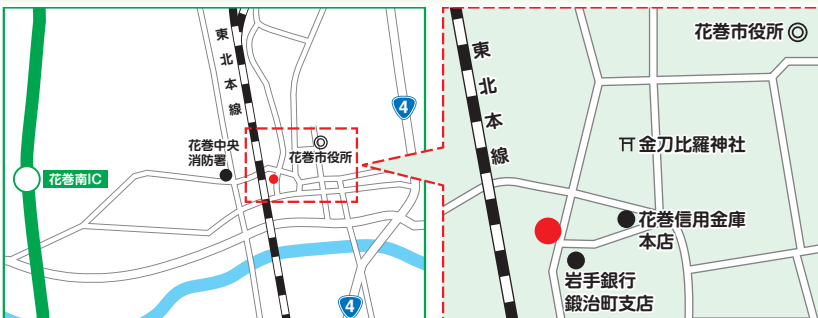 東北本線
4
花巻中央
消防署
花巻市役所
花巻南IC
4
花巻市役所
東北本線
金刀比羅神社
花巻信用金庫
本店
岩手銀行
鍛治町支店